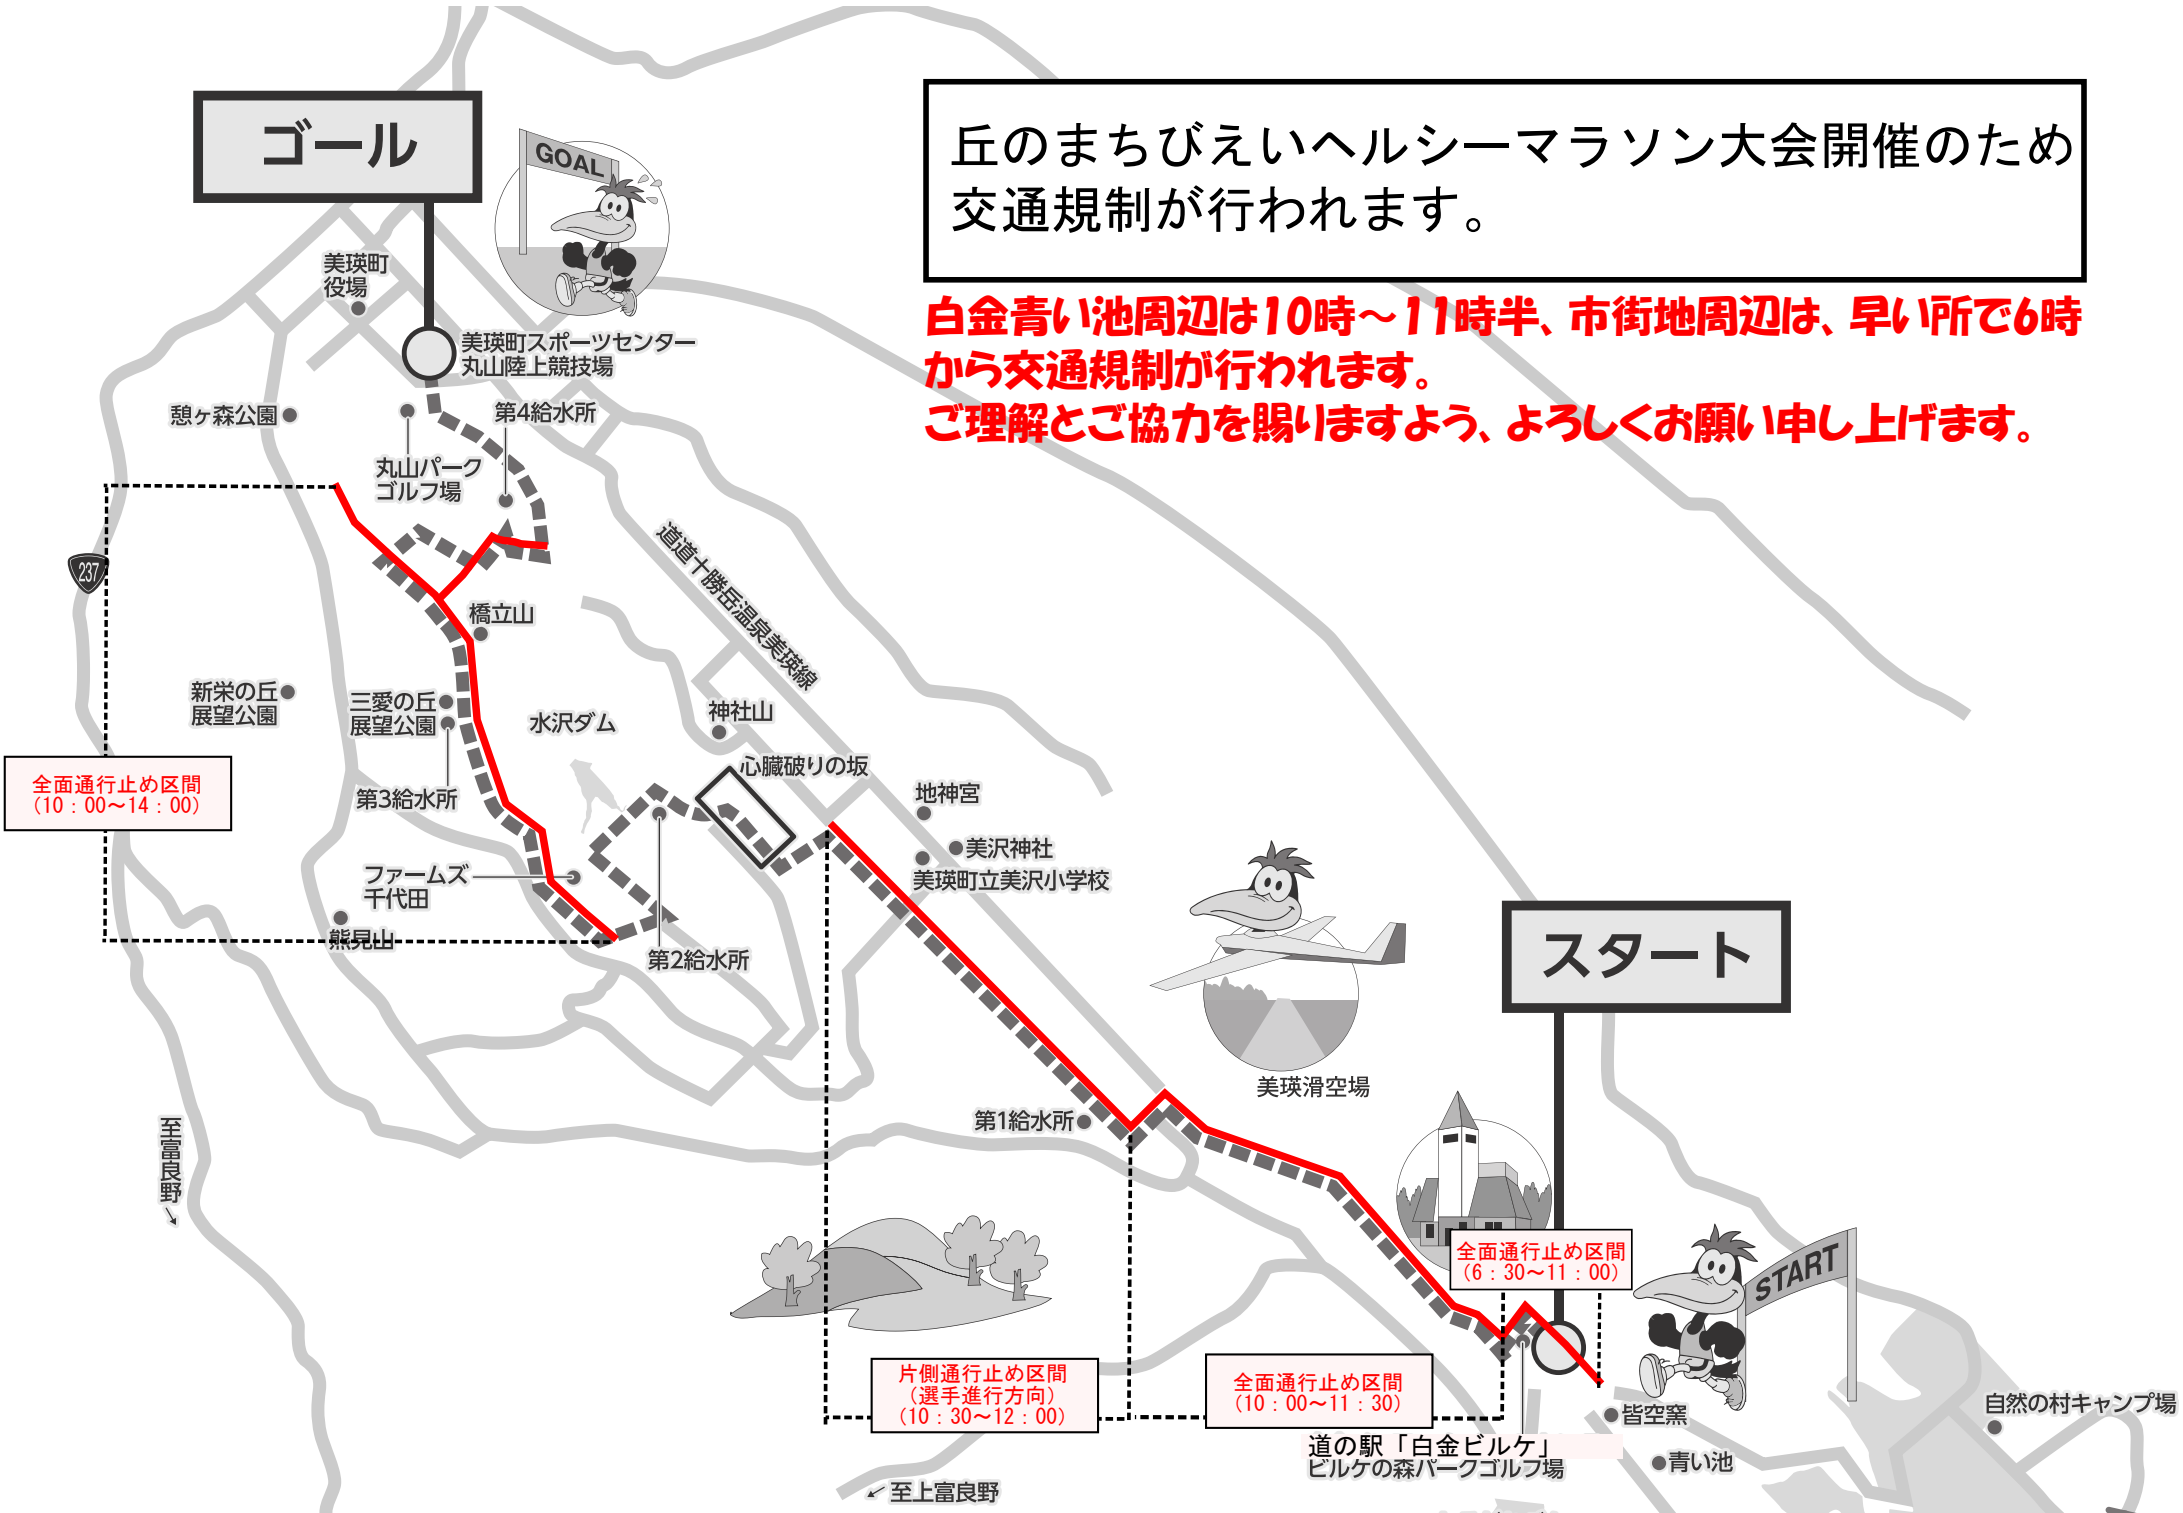 丘のまちびえいヘルシーマラソン大会開催のため
交通規制が行われます。
白金青い池周辺は10時～11時半、市街地周辺は、早い所で6時
から交通規制が行われます。
ご理解とご協力を賜りますよう、よろしくお願い申し上げます。
ゴール
GOAL
美瑛町
役場
美瑛町スポーツセンター
丸山陸上競技場
憩ヶ森公園
第4給水所
丸山パーク
ゴルフ場
237
道道十勝岳温泉美瑛線
橋立山
新栄の丘
展望公園
三愛の丘
展望公園
水沢ダム
神社山
心臓破りの坂
全面通行止め区間
（10：00～14：00）
第3給水所
地神宮
美沢神社
美瑛町立美沢小学校
ファームズ
千代田
熊見山
第2給水所
スタート
美瑛滑空場
第1給水所
至富良野
全面通行止め区間
（6：30～11：00）
START
片側通行止め区間
（選手進行方向）
（10：30～12：00）
全面通行止め区間
（10：00～11：30）
自然の村キャンプ場
皆空窯
道の駅「白金ビルケ」
ビルケの森パークゴルフ場
青い池
至上富良野